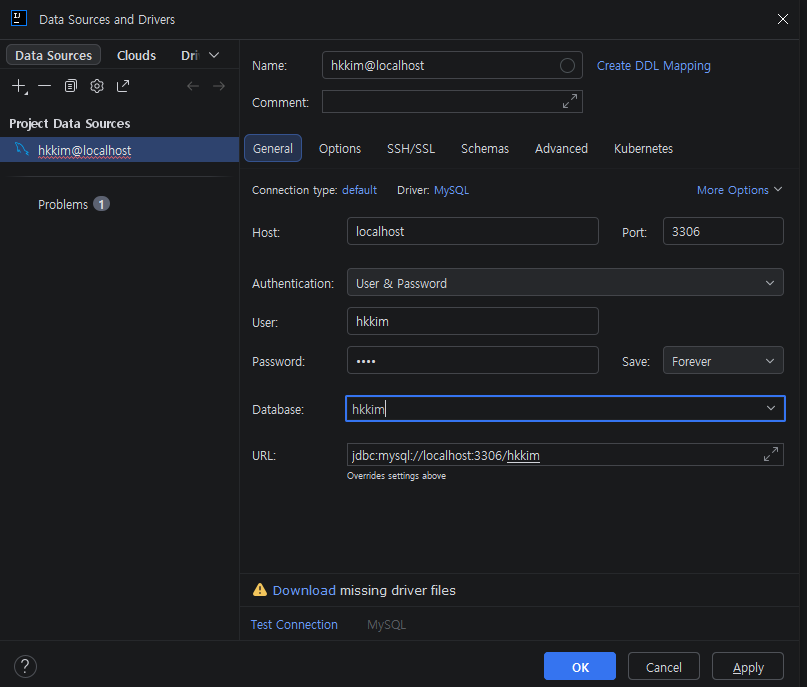 Data Sources and Drivers
Data Sources Clouds Dri
Project Data Sources
hkkim@localhost
Problems 1
Name: hkkim@localhost Create DDL Mapping
Comment:
General Options SSH/SSL Schemas Advanced Kubernetes
Connection type: default Driver: MySQL More Options
Host: localhost Port: 3306
Authentication: User & Password
User: hkkim
Password: •••• Save: Forever
Database: hkkim
URL: jdbc:mysql://localhost:3306/hkkim
Overrides settings above
Download missing driver files
Test Connection MySQL
? OK Cancel Apply